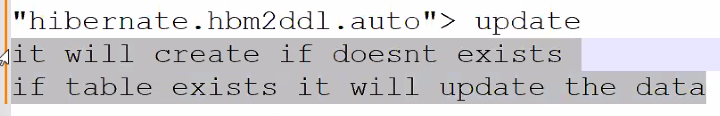 "hibernate.hbm2ddl.auto"> update
it will create if doesnt exists
if table exists it will update the data